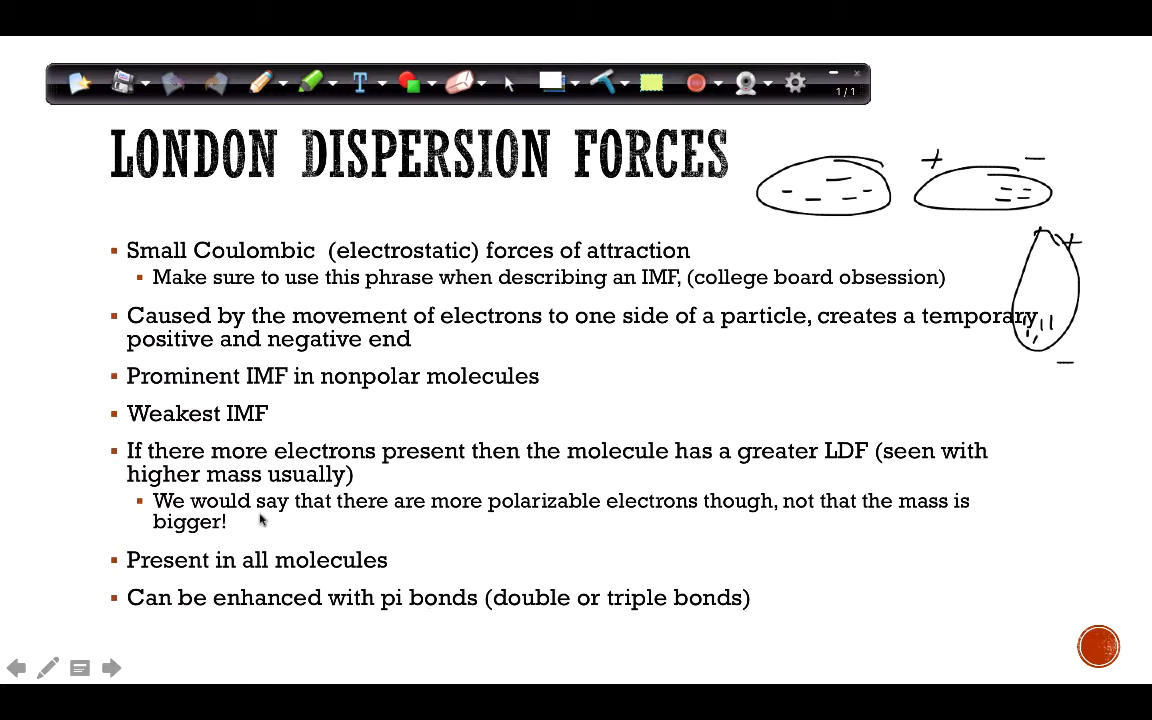 1 / 1
LONDON DISPERSION FORCES
+ −
▪ Small Coulombic (electrostatic) forces of attraction
▪ Make sure to use this phrase when describing an IMF, (college board obsession)
+
▪ Caused by the movement of electrons to one side of a particle, creates a temporary
positive and negative end
−
▪ Prominent IMF in nonpolar molecules
▪ Weakest IMF
▪ If there more electrons present then the molecule has a greater LDF (seen with
higher mass usually)
▪ We would say that there are more polarizable electrons though, not that the mass is
bigger!
▪ Present in all molecules
▪ Can be enhanced with pi bonds (double or triple bonds)